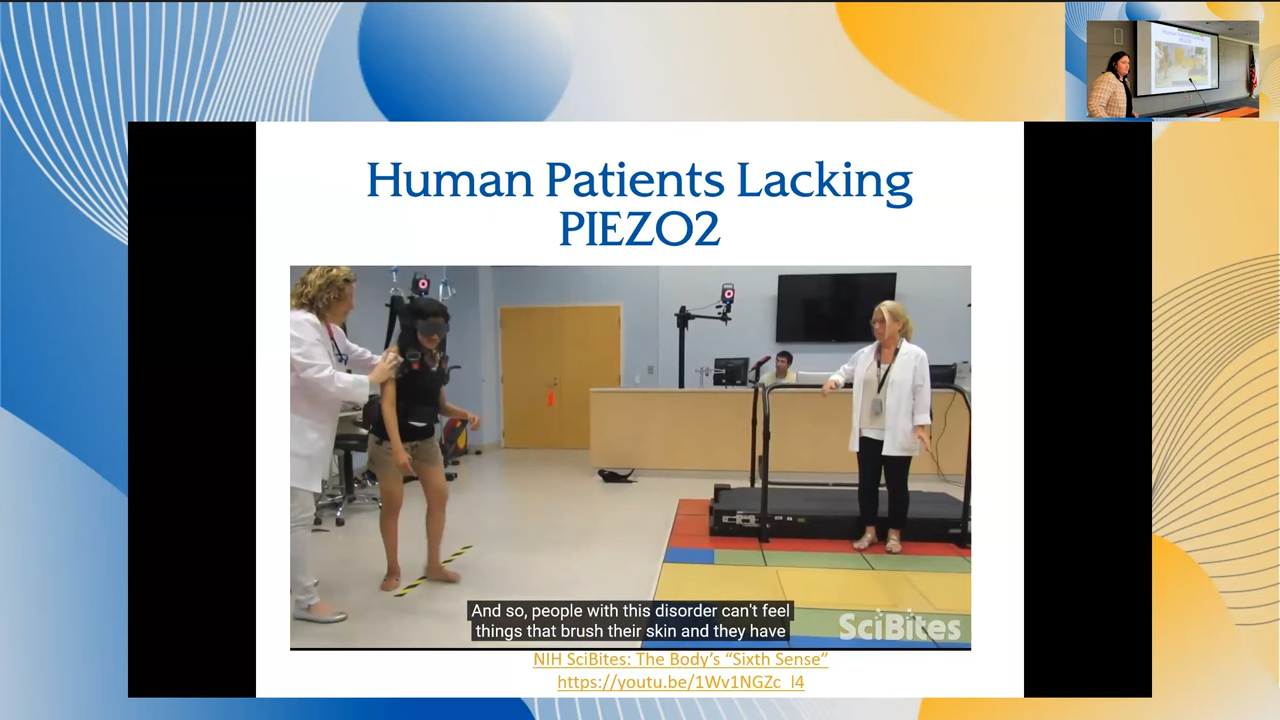 Human Patients Lacking
PIEZO2
And so, people with this disorder can't feel
things that brush their skin and they have
SciBites
NIH SciBites: The Body's “Sixth Sense”
https://youtu.be/1Wv1NGZc_I4